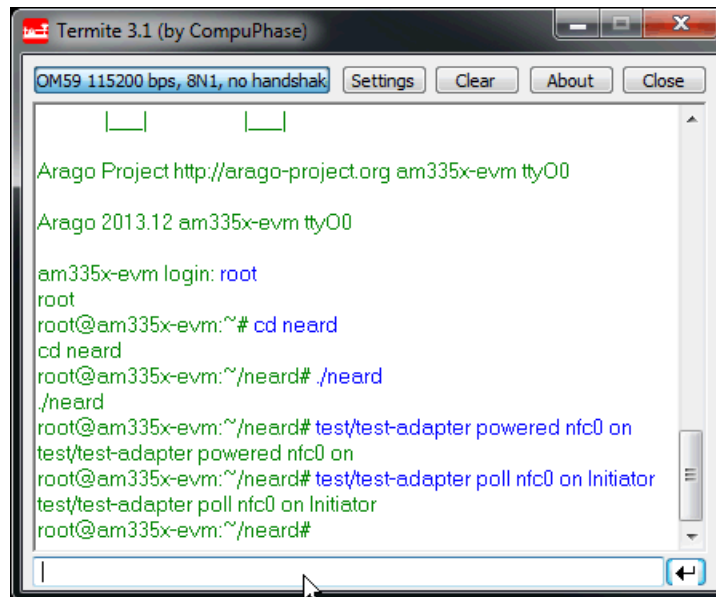 Termite 3.1 (by CompuPhase)
OM59 115200 bps, 8N1, no handshak
Settings
Clear
About
Close
|___| |___|
Arago Project http://arago-project.org am335x-evm ttyO0
Arago 2013.12 am335x-evm ttyO0
am335x-evm login: root
root
root@am335x-evm:~# cd neard
cd neard
root@am335x-evm:~/neard# ./neard
./neard
root@am335x-evm:~/neard# test/test-adapter powered nfc0 on
test/test-adapter powered nfc0 on
root@am335x-evm:~/neard# test/test-adapter poll nfc0 on Initiator
test/test-adapter poll nfc0 on Initiator
root@am335x-evm:~/neard#